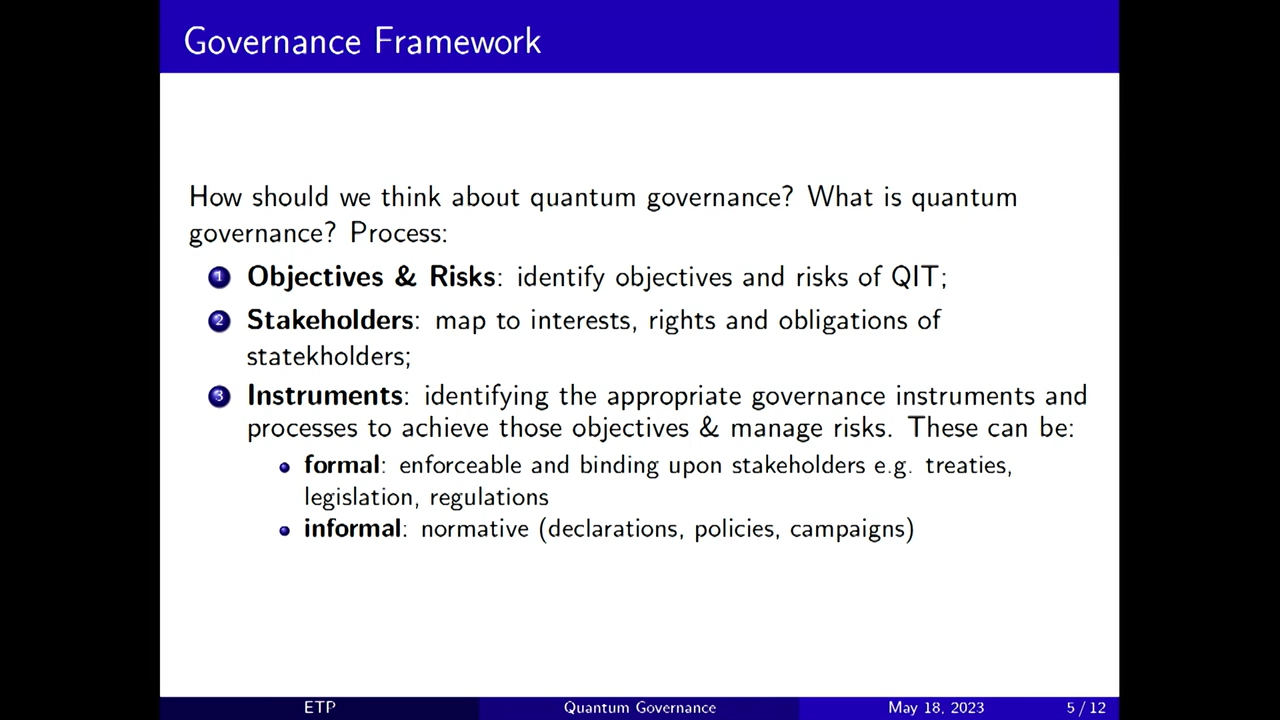 Governance Framework
How should we think about quantum governance? What is quantum
governance? Process:
1 Objectives & Risks: identify objectives and risks of QIT;
2 Stakeholders: map to interests, rights and obligations of
statekholders;
3 Instruments: identifying the appropriate governance instruments and
processes to achieve those objectives & manage risks. These can be:
formal: enforceable and binding upon stakeholders e.g. treaties,
legislation, regulations
informal: normative (declarations, policies, campaigns)
ETP Quantum Governance May 18, 2023 5 / 12